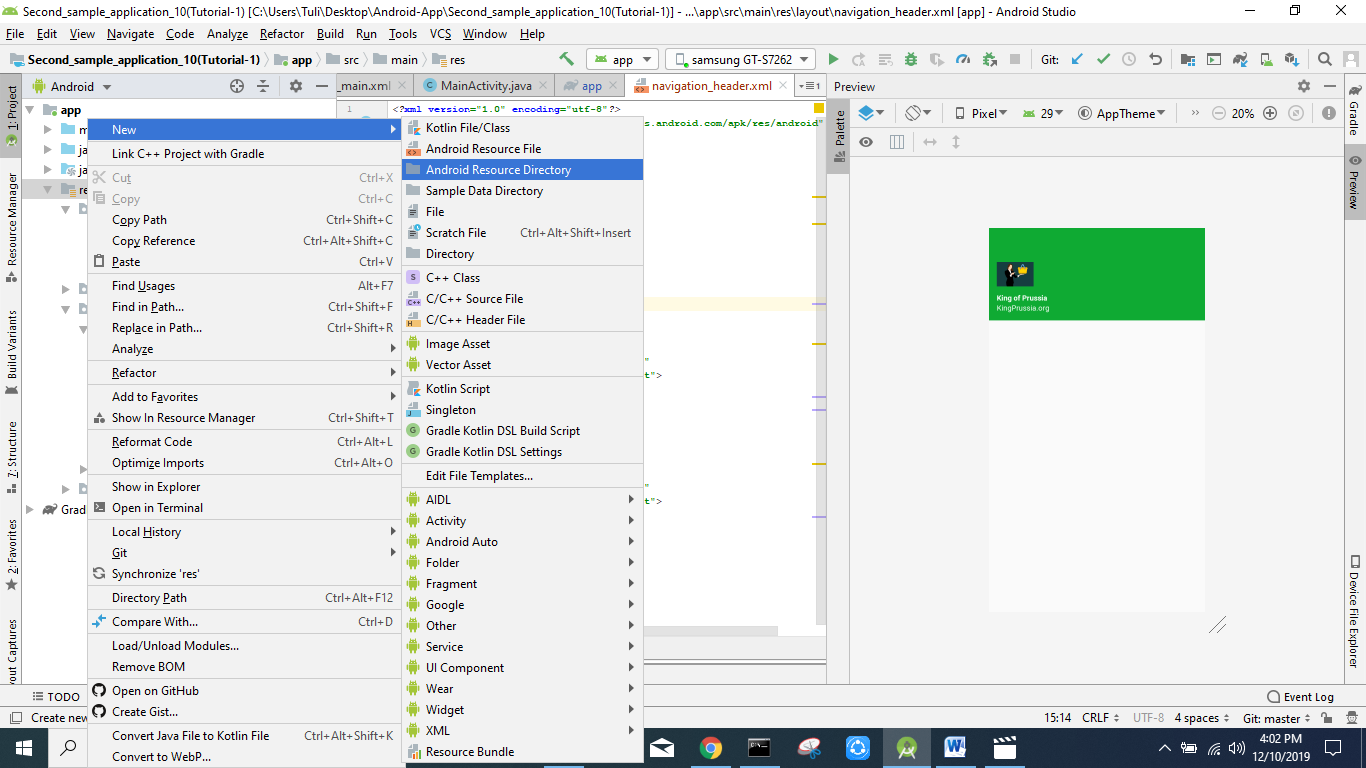 Second_sample_application_10(Tutorial-1) [C:\Users\Tuli\Desktop\Android-App\Second_sample_application_10(Tutorial-1)] - ...\app\src\main\res\layout\navigation_header.xml [app] - Android Studio
File Edit View Navigate Code Analyze Refactor Build Run Tools VCS Window Help
Second_sample_application_10(Tutorial-1) app src main res app samsung GT-S7262 Git:
1: Project
Resource Manager
Build Variants
7: Structure
2: Favorites
out Captures
Android
_main.xml MainActivity.java app navigation_header.xml
1
app
Grad
<?xml version="1.0" encoding="utf-8"?>
s.android.com/apk/res/android"
"
t">
"
t">
New
Link C++ Project with Gradle
Cut Ctrl+X
Copy Ctrl+C
Copy Path Ctrl+Shift+C
Copy Reference Ctrl+Alt+Shift+C
Paste Ctrl+V
Find Usages Alt+F7
Find in Path... Ctrl+Shift+F
Replace in Path... Ctrl+Shift+R
Analyze
Refactor
Add to Favorites
Show In Resource Manager Ctrl+Shift+T
Reformat Code Ctrl+Alt+L
Optimize Imports Ctrl+Alt+O
Show in Explorer
Open in Terminal
Local History
Git
Synchronize 'res'
Directory Path Ctrl+Alt+F12
Compare With... Ctrl+D
Load/Unload Modules...
Remove BOM
Open on GitHub
Create Gist...
Convert Java File to Kotlin File Ctrl+Alt+Shift+K
Convert to WebP...
Kotlin File/Class
Android Resource File
Android Resource Directory
Sample Data Directory
File
Scratch File Ctrl+Alt+Shift+Insert
Directory
C++ Class
C/C++ Source File
C/C++ Header File
Image Asset
Vector Asset
Kotlin Script
Singleton
Gradle Kotlin DSL Build Script
Gradle Kotlin DSL Settings
Edit File Templates...
AIDL
Activity
Android Auto
Folder
Fragment
Google
Other
Service
UI Component
Wear
Widget
XML
Resource Bundle
Palette
Preview
Pixel 29 AppTheme 20%
King of Prussia
KingPrussia.org
Gradle
Preview
Device File Explorer
TODO
Event Log
Create new
15:14 CRLF UTF-8 4 spaces Git: master
4:02 PM
12/10/2019